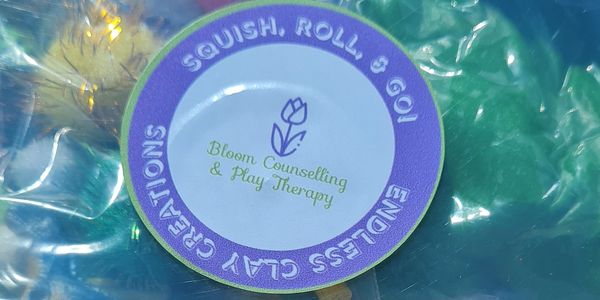 SQUISH, ROLL, & GO!
Bloom Counselling
& Play Therapy
ENDLESS CLAY CREATIONS